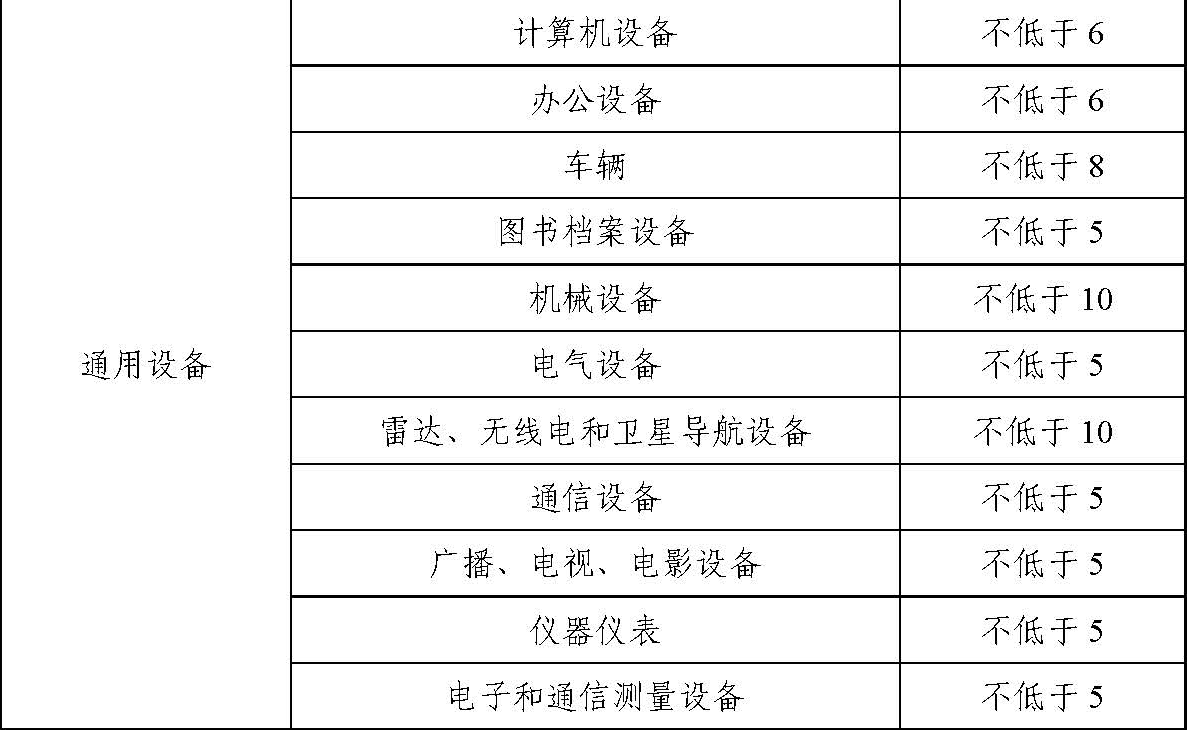 计算机设备 不低于 6
办公设备 不低于 6
车辆 不低于 8
图书档案设备 不低于 5
机械设备 不低于 10
通用设备 电气设备 不低于 5
雷达、无线电和卫星导航设备 不低于 10
通信设备 不低于 5
广播、电视、电影设备 不低于 5
仪器仪表 不低于 5
电子和通信测量设备 不低于 5